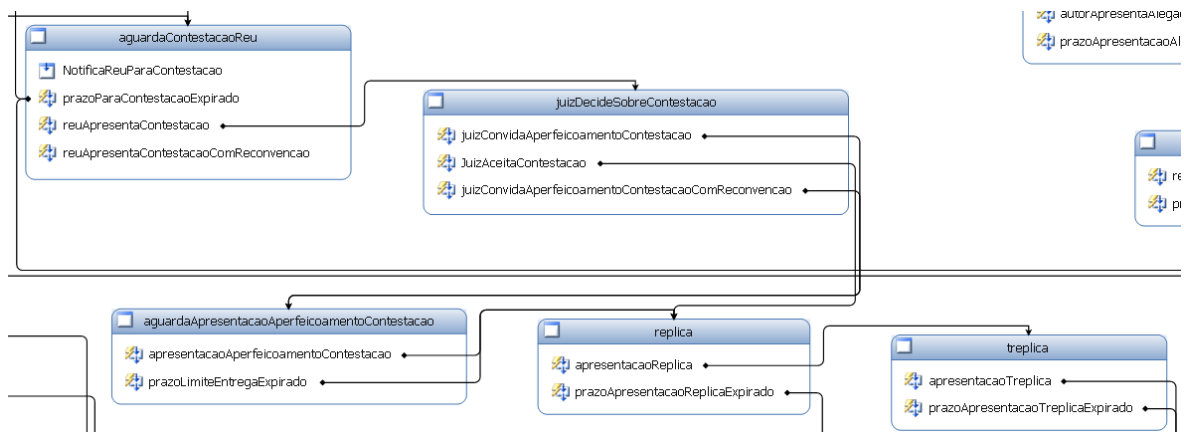 aguardaContestacaoReu
NotificaReuParaContestacao
prazoParaContestacaoExpirado
reuApresentaContestacao
reuApresentaContestacaoComReconvencao
juizDecideSobreContestacao
juizConvidaAperfeicoamentoContestacao
JuizAceitaContestacao
juizConvidaAperfeicoamentoContestacaoComReconvencao
aguardaApresentacaoAperfeicoamentoContestacao
apresentacaoAperfeicoamentoContestacao
prazoLimiteEntregaExpirado
replica
apresentacaoReplica
prazoApresentacaoReplicaExpirado
treplica
apresentacaoTreplica
prazoApresentacaoTreplicaExpirado